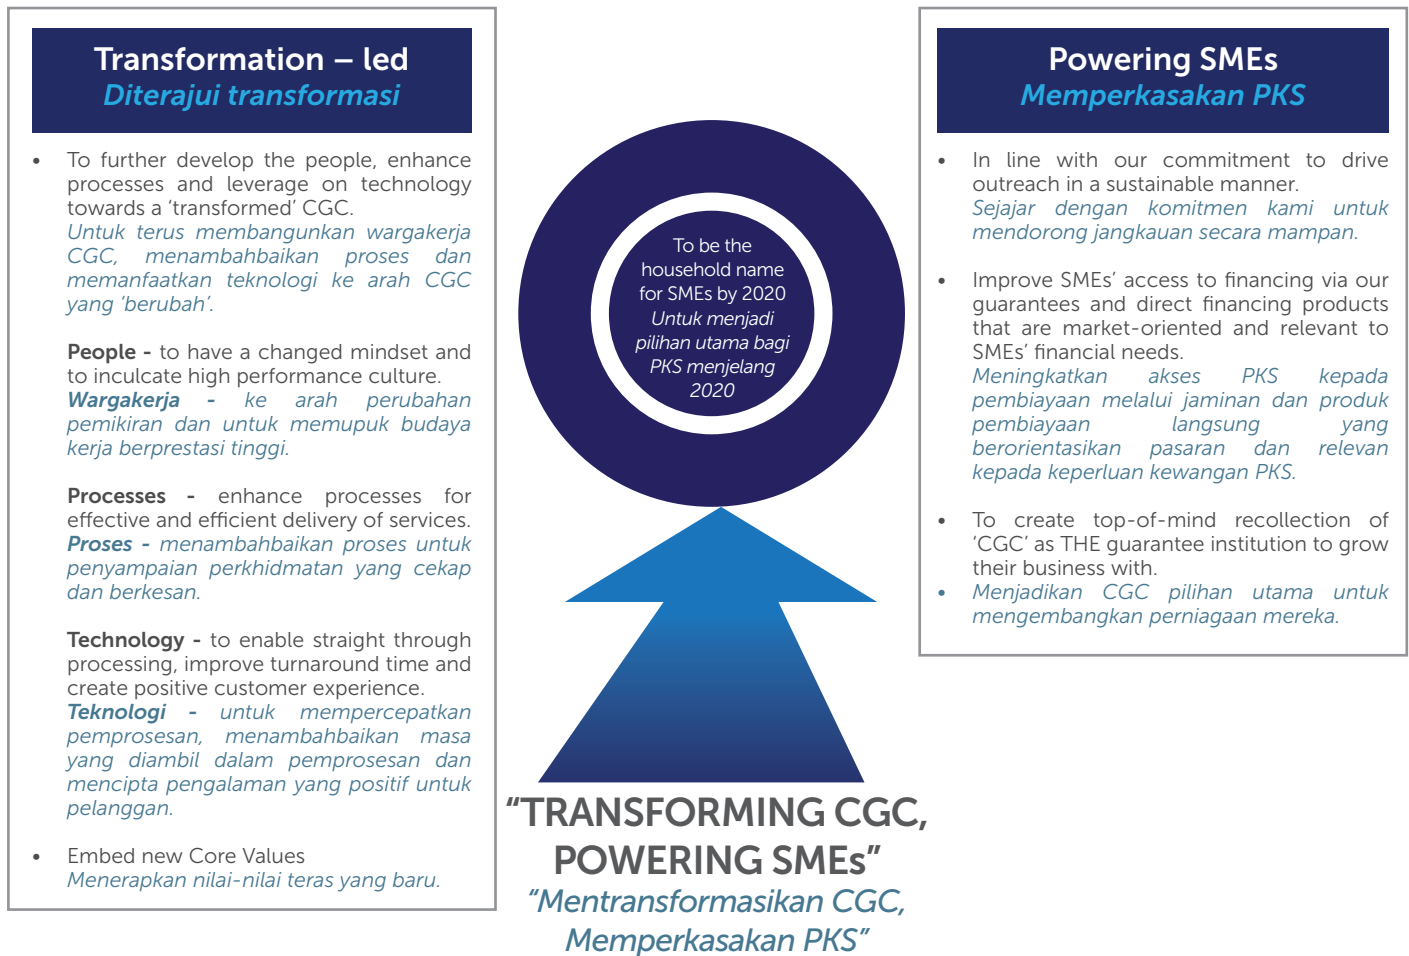 Transformation – led
Diterajui transformasi
• To further develop the people, enhance
processes and leverage on technology
towards a ‘transformed’ CGC.
Untuk terus membangunkan wargakerja
CGC, menambahbaikan proses dan
memanfaatkan teknologi ke arah CGC
yang ‘berubah’.
People - to have a changed mindset and
to inculcate high performance culture.
Wargakerja - ke arah perubahan
pemikiran dan untuk memupuk budaya
kerja berprestasi tinggi.
Processes - enhance processes for
effective and efficient delivery of services.
Proses - menambahbaikan proses untuk
penyampaian perkhidmatan yang cekap
dan berkesan.
Technology - to enable straight through
processing, improve turnaround time and
create positive customer experience.
Teknologi - untuk mempercepatkan
pemprosesan, menambahbaikan masa
yang diambil dalam pemprosesan dan
mencipta pengalaman yang positif untuk
pelanggan.
• Embed new Core Values
Menerapkan nilai-nilai teras yang baru.
To be the
household name
for SMEs by 2020
Untuk menjadi
pilihan utama bagi
PKS menjelang
2020
“TRANSFORMING CGC,
POWERING SMEs”
“Mentransformasikan CGC,
Memperkasakan PKS”
Powering SMEs
Memperkasakan PKS
• In line with our commitment to drive
outreach in a sustainable manner.
Sejajar dengan komitmen kami untuk
mendorong jangkauan secara mampan.
• Improve SMEs’ access to financing via our
guarantees and direct financing products
that are market-oriented and relevant to
SMEs’ financial needs.
Meningkatkan akses PKS kepada
pembiayaan melalui jaminan dan produk
pembiayaan langsung yang
berorientasikan pasaran dan relevan
kepada keperluan kewangan PKS.
• To create top-of-mind recollection of
‘CGC’ as THE guarantee institution to grow
their business with.
• Menjadikan CGC pilihan utama untuk
mengembangkan perniagaan mereka.